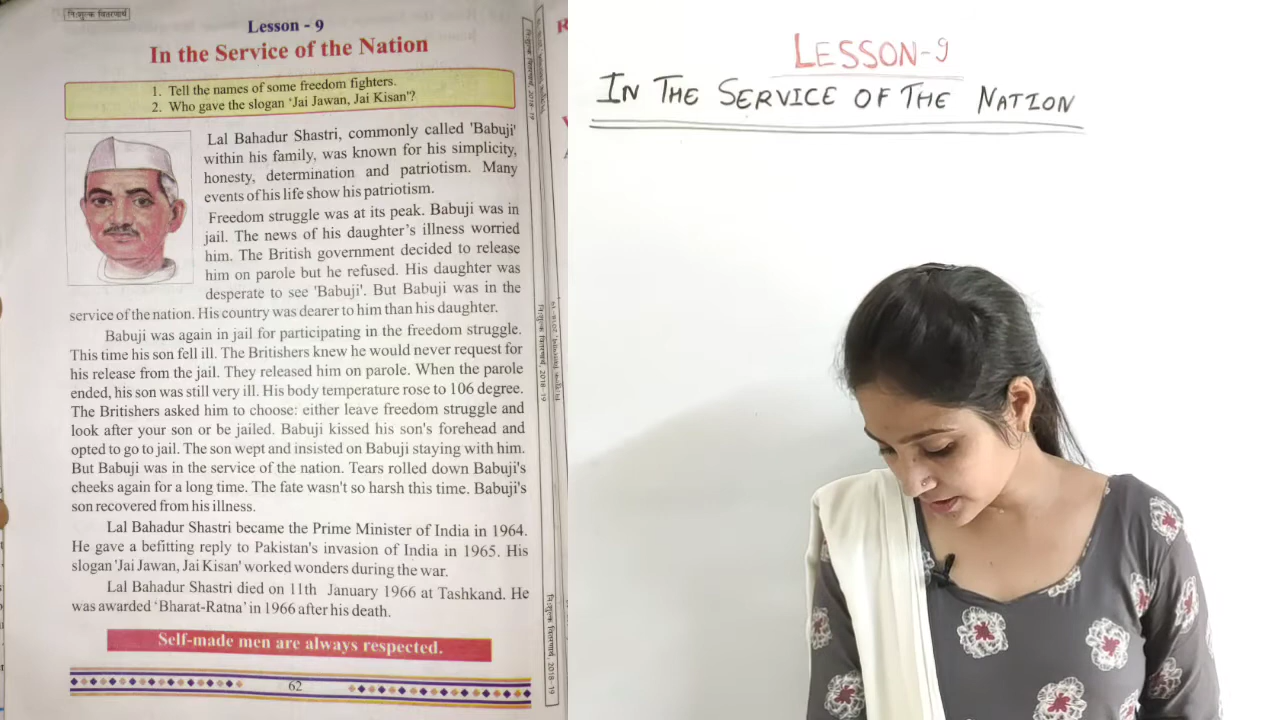 नि:शुल्क वितरणार्थ
Lesson - 9
In the Service of the Nation
1. Tell the names of some freedom fighters.
2. Who gave the slogan 'Jai Jawan, Jai Kisan'?
Lal Bahadur Shastri, commonly called 'Babuji'
within his family, was known for his simplicity,
honesty, determination and patriotism. Many
events of his life show his patriotism.
Freedom struggle was at its peak. Babuji was in
jail. The news of his daughter's illness worried
him. The British government decided to release
him on parole but he refused. His daughter was
desperate to see 'Babuji'. But Babuji was in the
service of the nation. His country was dearer to him than his daughter.
Babuji was again in jail for participating in the freedom struggle.
This time his son fell ill. The Britishers knew he would never request for
his release from the jail. They released him on parole. When the parole
ended, his son was still very ill. His body temperature rose to 106 degree.
The Britishers asked him to choose: either leave freedom struggle and
look after your son or be jailed. Babuji kissed his son's forehead and
opted to go to jail. The son wept and insisted on Babuji staying with him.
But Babuji was in the service of the nation. Tears rolled down Babuji's
cheeks again for a long time. The fate wasn't so harsh this time. Babuji's
son recovered from his illness.
Lal Bahadur Shastri became the Prime Minister of India in 1964.
He gave a befitting reply to Pakistan's invasion of India in 1965. His
slogan 'Jai Jawan, Jai Kisan' worked wonders during the war.
Lal Bahadur Shastri died on 11th January 1966 at Tashkand. He
was awarded 'Bharat-Ratna' in 1966 after his death.
Self-made men are always respected.
62
नि:शुल्क वितरणार्थ, 2018-19
नि:शुल्क वितरणार्थ, 2018-19
नि:शुल्क वितरणार्थ, 2018-19
LESSON-9
IN THE SERVICE OF THE NATION